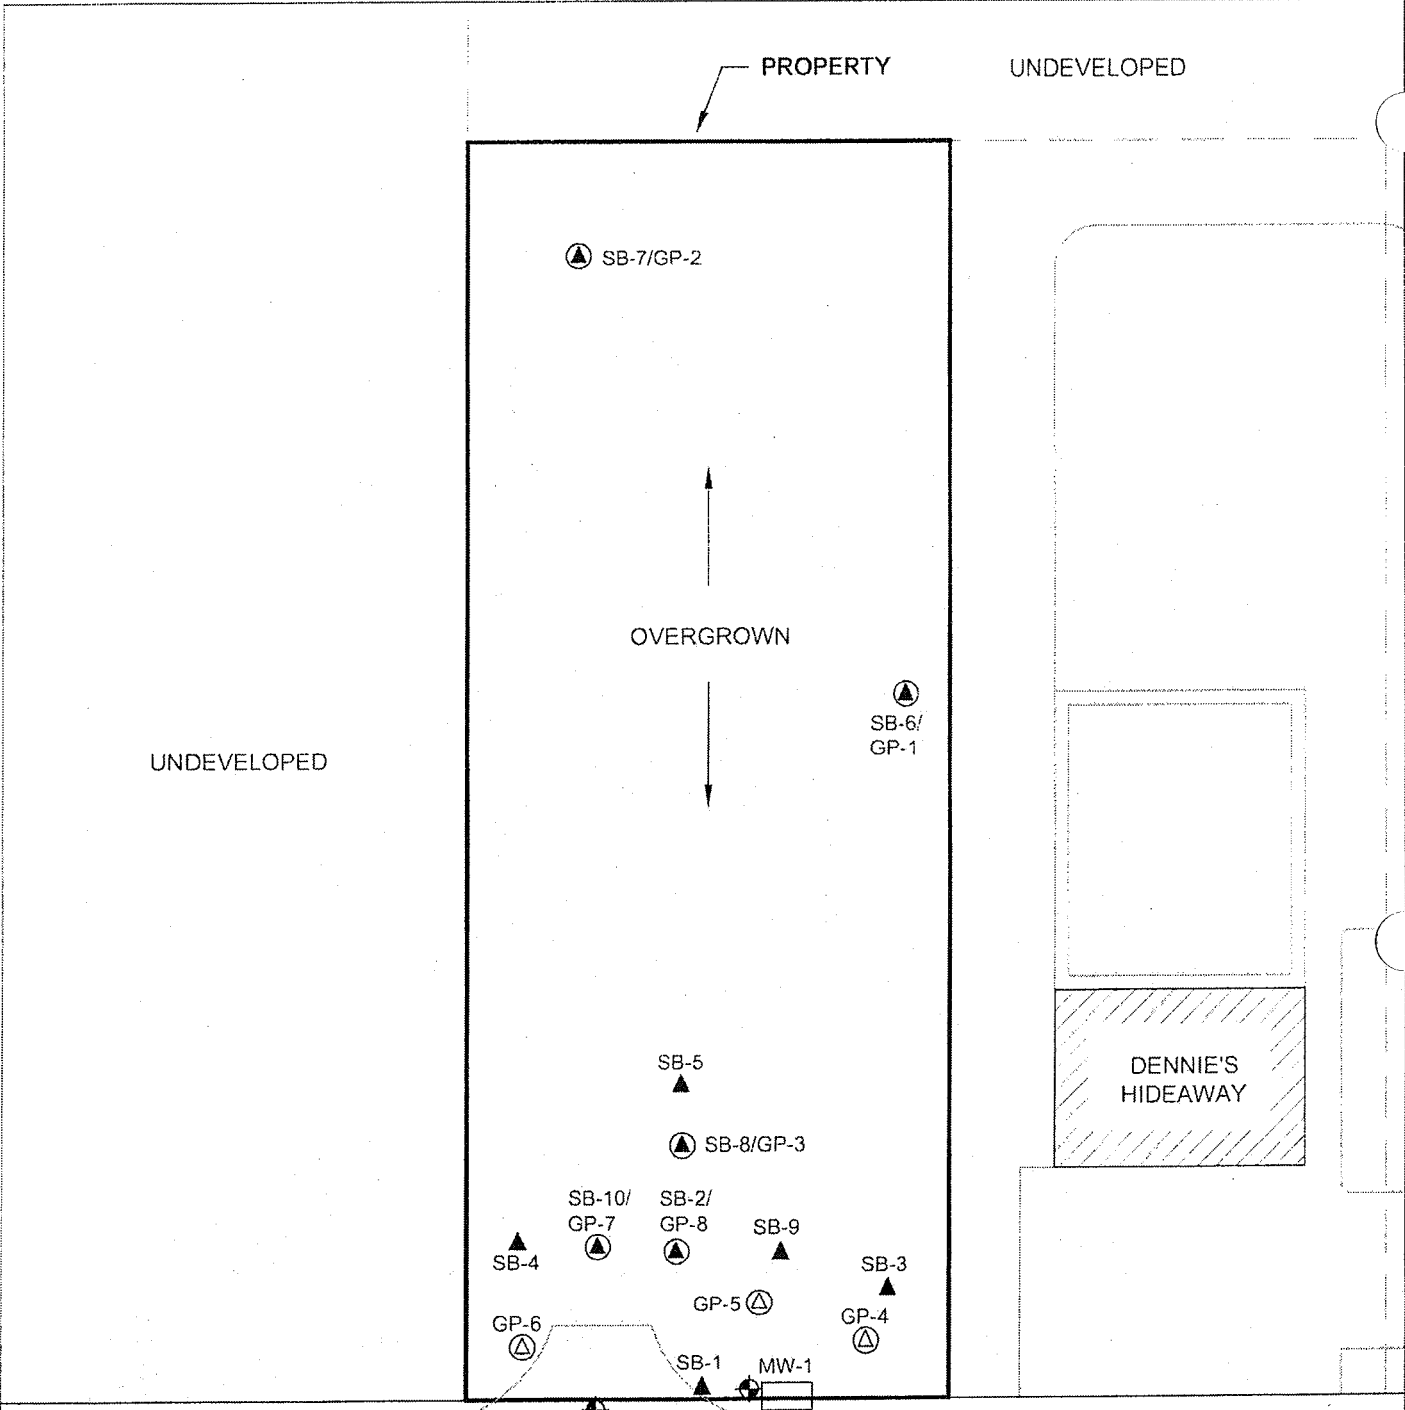 PROPERTY
UNDEVELOPED
SB-7/GP-2
OVERGROWN
SB-6/
GP-1
UNDEVELOPED
SB-5
DENNIE'S
HIDEAWAY
SB-8/GP-3
SB-10/
GP-7
SB-2/
GP-8
SB-9
SB-4
SB-3
GP-5
GP-4
GP-6
SB-1
MW-1